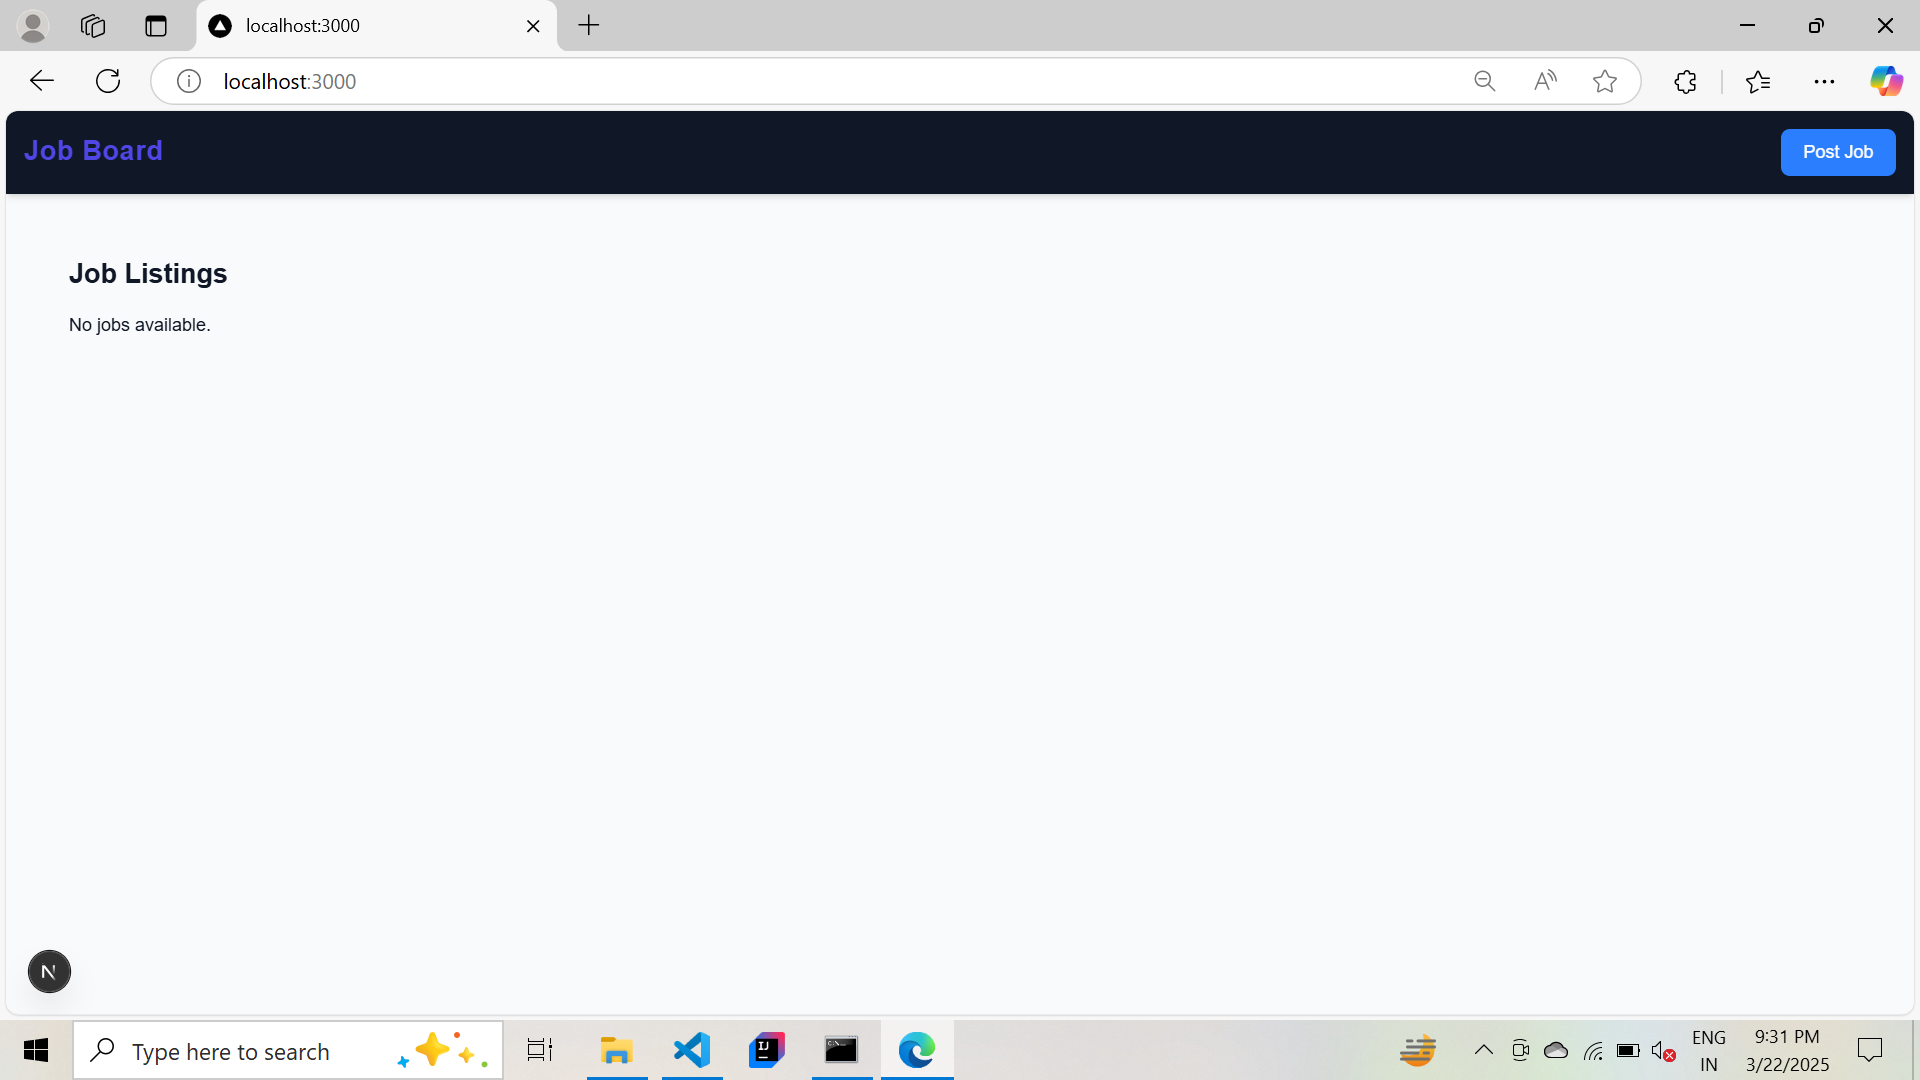 localhost:3000
localhost:3000
Job Board
Post Job
Job Listings
No jobs available.
N
Type here to search
ENG
IN
9:31 PM
3/22/2025